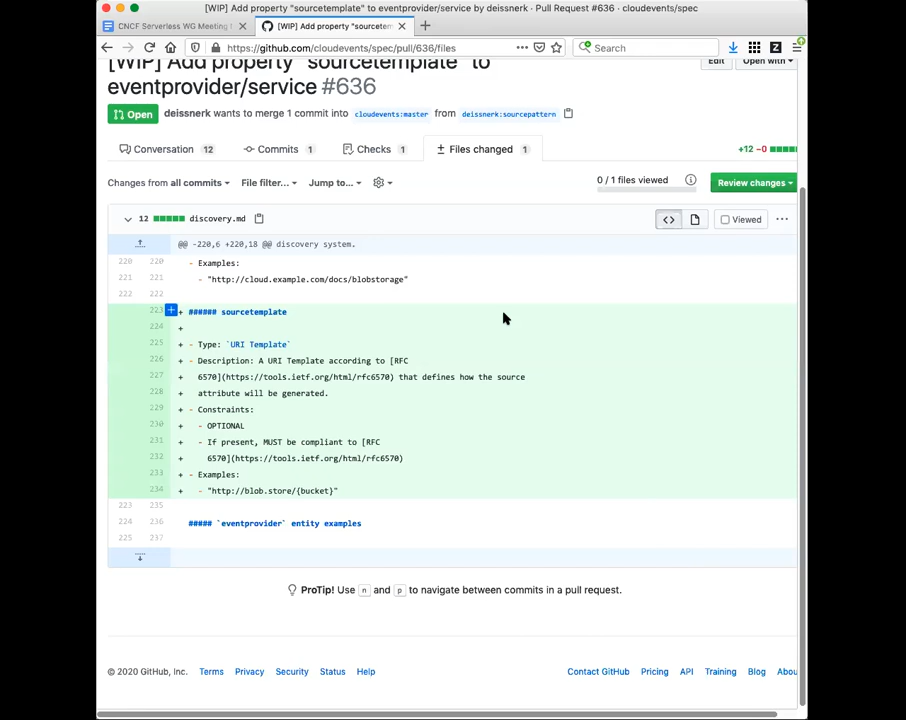 [WIP] Add property "sourcetemplate" to eventprovider/service by deissnerk · Pull Request #636 · cloudevents/spec
CNCF Serverless WG Meeting
[WIP] Add property "sourcetem
https://github.com/cloudevents/spec/pull/636/files
Search
[WIP] Add property "sourcetemplate" to
eventprovider/service #636
Edit
Open with
Open
deissnerk wants to merge 1 commit into cloudevents:master from deissnerk:sourcepattern
Conversation 12
Commits 1
Checks 1
Files changed 1
+12 −0
Changes from all commits
File filter...
Jump to...
0 / 1 files viewed
Review changes
12 discovery.md
Viewed
@@ -220,6 +220,18 @@ discovery system.
220 220 - Examples:
221 221 - "http://cloud.example.com/docs/blobstorage"
222 222
223 + ###### sourcetemplate
224 +
225 + - Type: `URI Template`
226 + - Description: A URI Template according to [RFC
227 + 6570](https://tools.ietf.org/html/rfc6570) that defines how the source
228 + attribute will be generated.
229 + - Constraints:
230 + - OPTIONAL
231 + - If present, MUST be compliant to [RFC
232 + 6570](https://tools.ietf.org/html/rfc6570)
233 + - Examples:
234 + - "http://blob.store/{bucket}"
223 235
224 236 ##### `eventprovider` entity examples
225 237
ProTip! Use n and p to navigate between commits in a pull request.
© 2020 GitHub, Inc.
Terms
Privacy
Security
Status
Help
Contact GitHub
Pricing
API
Training
Blog
Abou